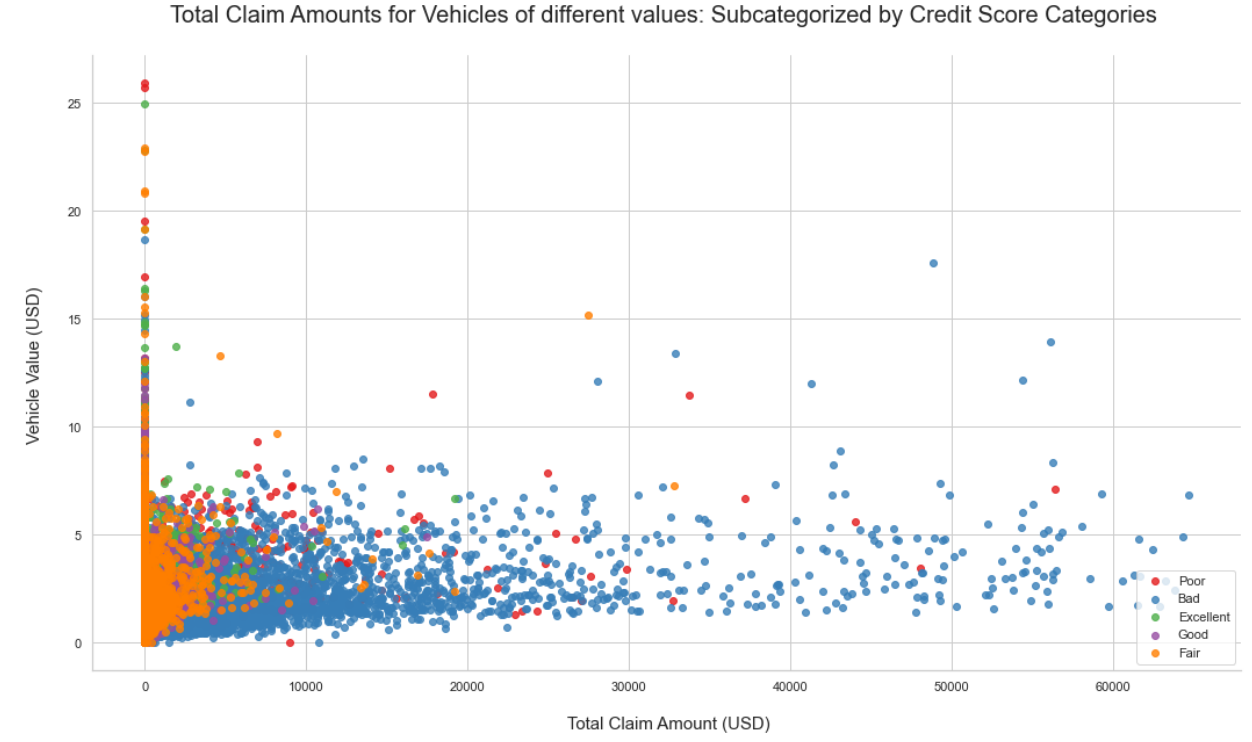 Total Claim Amounts for Vehicles of different values: Subcategorized by Credit Score Categories
Vehicle Value (USD)
25
20
15
10
5
0
0 10000 20000 30000 40000 50000 60000
Total Claim Amount (USD)
Poor
Bad
Excellent
Good
Fair